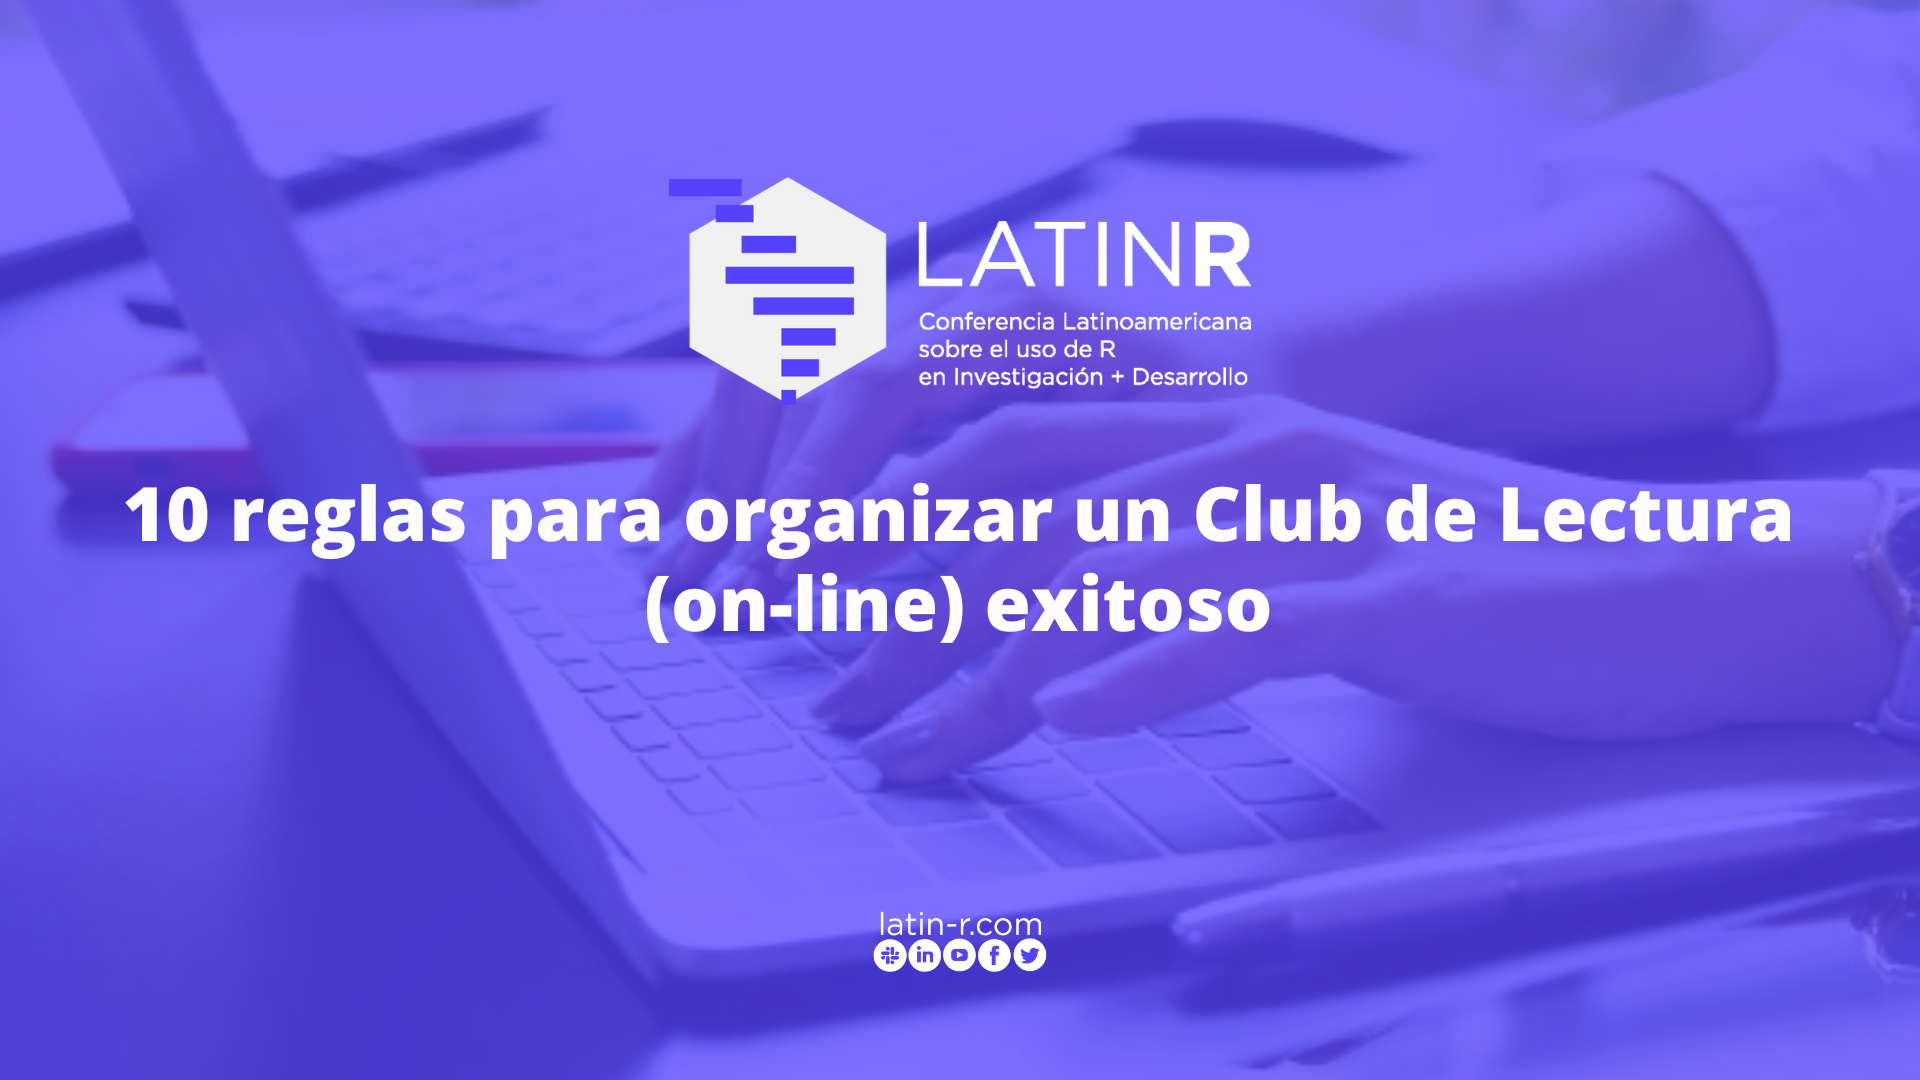 LATINR
Conferencia Latinoamericana
sobre el uso de R
en Investigación + Desarrollo
10 reglas para organizar un Club de Lectura
(on-line) exitoso
latin-r.com